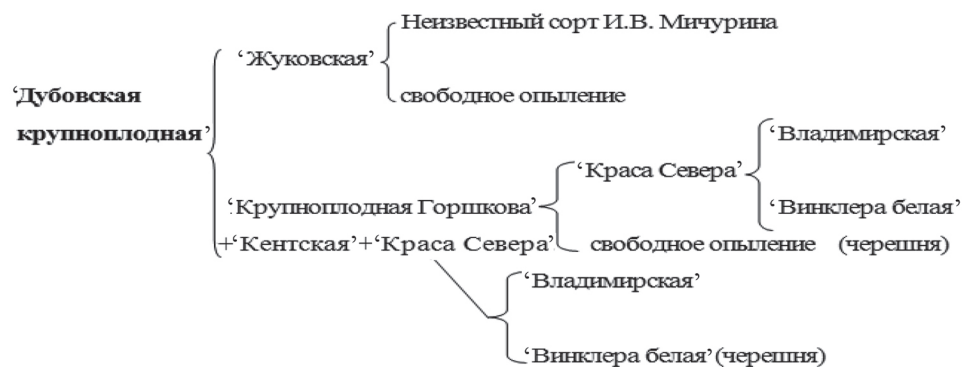 Неизвестный сорт И.В. Мичурина
‘Жуковская’
‘Дубовская
крупноплодная’
свободное опыление
‘Владимирская’
‘Краса Севера’
‘Крупноплодная Горшкова’
‘Винклера белая’
+‘Кентская’+‘Краса Севера’
свободное опыление (черешня)
‘Владимирская’
‘Винклера белая’ (черешня)